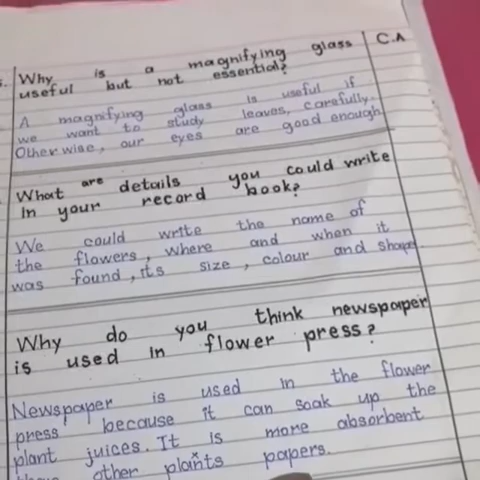 Why is a magnifying glass C.A
useful but not essential?
A magnifying glass is useful if
we want to study leaves, carefully.
Otherwise, our eyes are good enough
What are details you could write
In your record book?
We could write the name of
the flowers, where and when it
was found, its size, colour and shape
Why do you think newspaper
is used in flower press?
Newspaper is used in the flower
press because it can soak up the
plant juices. It is more absorbent
other plants papers.